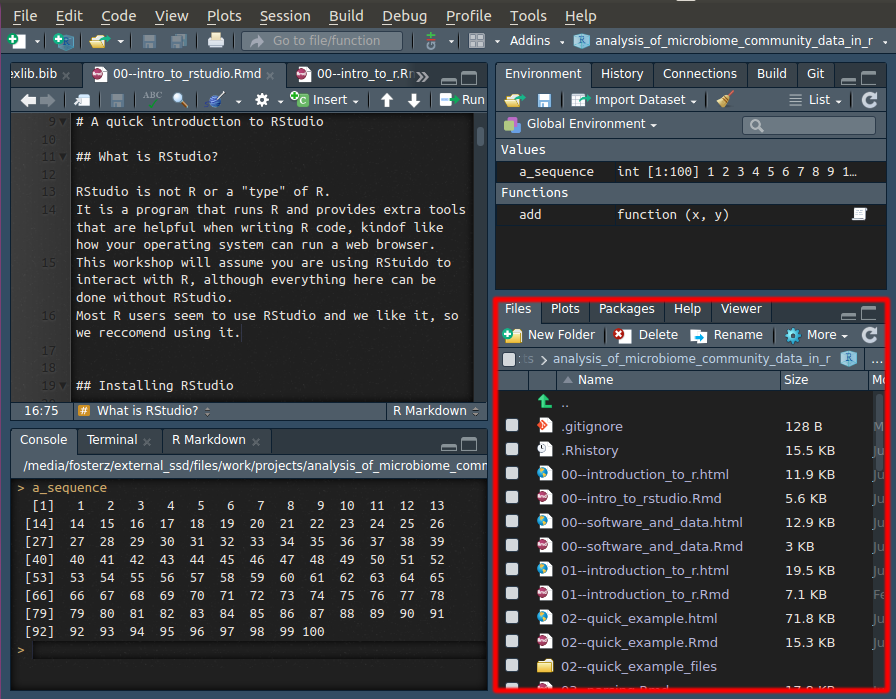 File Edit Code View Plots Session Build Debug Profile Tools Help
Go to file/function Addins analysis_of_microbiome_community_data_in_r
exlib.bib 00--intro_to_rstudio.Rmd 00--intro_to_r.Rr
ABC Insert Run
9 # A quick introduction to RStudio
10
11 ## What is RStudio?
12
13 RStudio is not R or a "type" of R.
14 It is a program that runs R and provides extra tools
that are helpful when writing R code, kindof like
how your operating system can run a web browser.
15 This workshop will assume you are using RStuido to
interact with R, although everything here can be
done without RStudio.
16 Most R users seem to use RStudio and we like it, so
we reccomend using it.
17
18
19 ## Installing RStudio
16:75 # What is RStudio? R Markdown
Console Terminal R Markdown
/media/fosterz/external_ssd/files/work/projects/analysis_of_microbiome_comm
> a_sequence
[1] 1 2 3 4 5 6 7 8 9 10 11 12 13
[14] 14 15 16 17 18 19 20 21 22 23 24 25 26
[27] 27 28 29 30 31 32 33 34 35 36 37 38 39
[40] 40 41 42 43 44 45 46 47 48 49 50 51 52
[53] 53 54 55 56 57 58 59 60 61 62 63 64 65
[66] 66 67 68 69 70 71 72 73 74 75 76 77 78
[79] 79 80 81 82 83 84 85 86 87 88 89 90 91
[92] 92 93 94 95 96 97 98 99 100
>
Environment History Connections Build Git
Import Dataset List
Global Environment
Values
a_sequence int [1:100] 1 2 3 4 5 6 7 8 9 1…
Functions
add function (x, y)
Files Plots Packages Help Viewer
New Folder Delete Rename More
ts > analysis_of_microbiome_community_data_in_r R ...
Name Size Mo
..
.gitignore 128 B M
.Rhistory 15.5 KB Ju
00--introduction_to_r.html 11.9 KB Ju
00--intro_to_rstudio.Rmd 5.6 KB Ju
00--software_and_data.html 12.9 KB Ju
00--software_and_data.Rmd 3 KB Ju
01--introduction_to_r.html 19.5 KB Ju
01--introduction_to_r.Rmd 7.1 KB Fe
02--quick_example.html 71.8 KB Ju
02--quick_example.Rmd 15.3 KB Ju
02--quick_example_files
03--parsing.Rmd 17.9 KB Ju